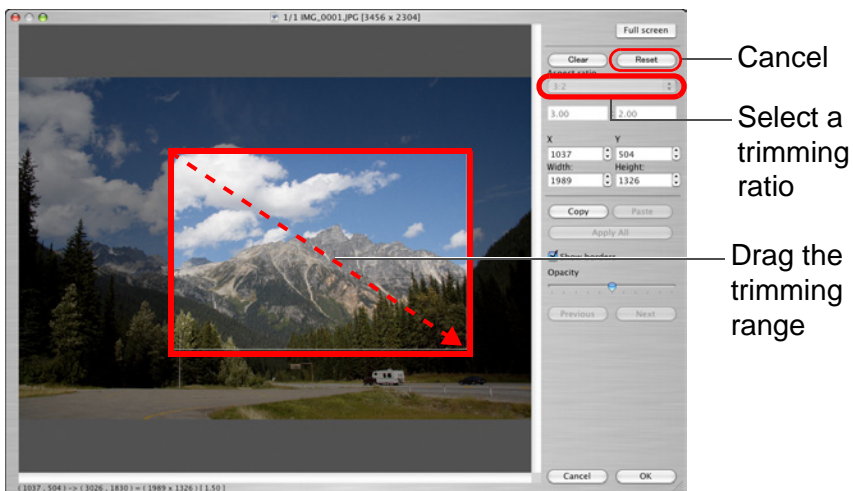 1/1 IMG_0001.JPG [3456 x 2304]
Full screen
Clear Reset
Aspect ratio
3:2
3.00 2.00
X Y
1037 504
Width: Height:
1989 1326
Copy Paste
Apply All
Show borders
Opacity
Previous Next
Cancel OK
(1037 , 504 ) -> ( 3026 , 1830 ) = ( 1989 x 1326 ) [ 1.50 ]
Cancel
Select a
trimming
ratio
Drag the
trimming
range